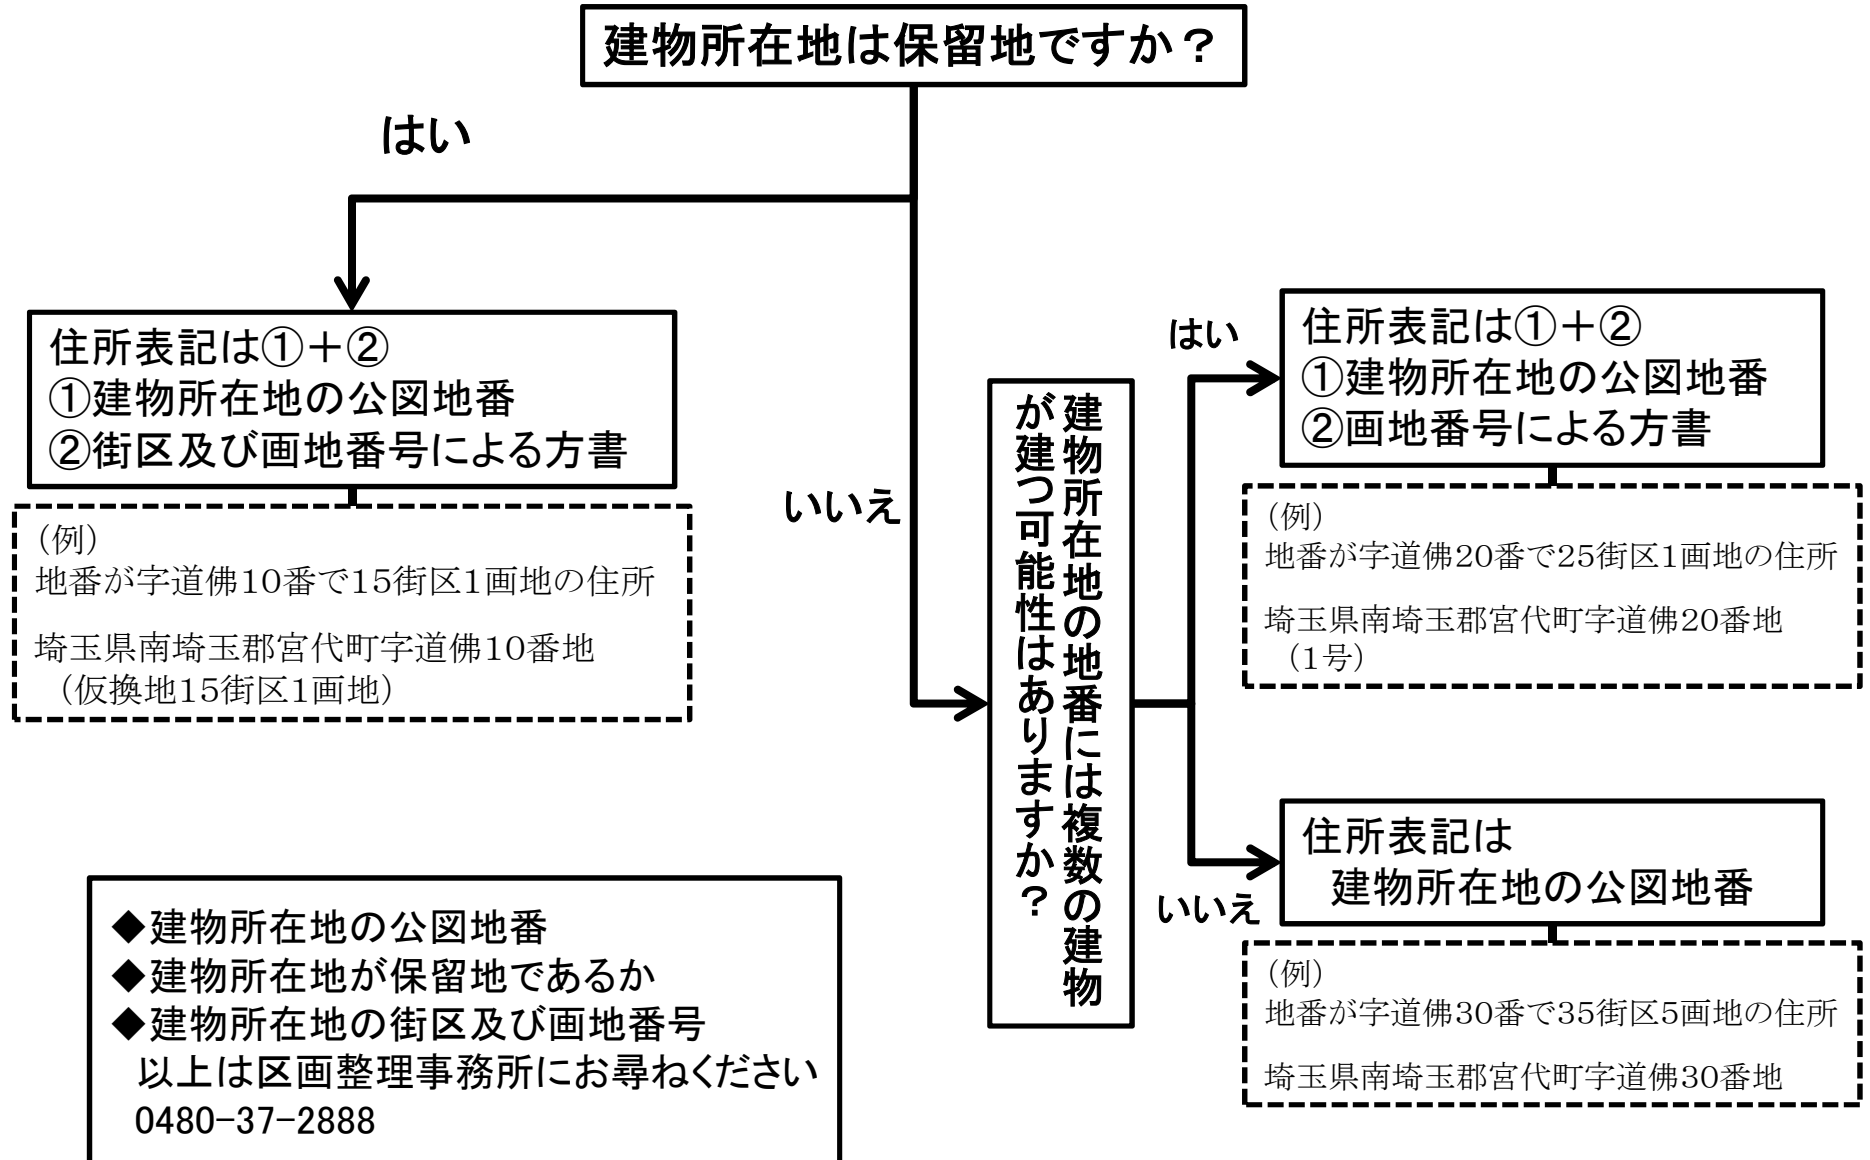 建物所在地は保留地ですか？
はい
住所表記は①＋②
①建物所在地の公図地番
②街区及び画地番号による方書
（例）
地番が字道佛10番で15街区1画地の住所
埼玉県南埼玉郡宮代町字道佛10番地
（仮換地15街区1画地）
いいえ
建物所在地の地番には複数の建物
が建つ可能性はありますか？
はい
住所表記は①＋②
①建物所在地の公図地番
②画地番号による方書
（例）
地番が字道佛20番で25街区1画地の住所
埼玉県南埼玉郡宮代町字道佛20番地
（1号）
いいえ
住所表記は
建物所在地の公図地番
（例）
地番が字道佛30番で35街区5画地の住所
埼玉県南埼玉郡宮代町字道佛30番地
◆建物所在地の公図地番
◆建物所在地が保留地であるか
◆建物所在地の街区及び画地番号
以上は区画整理事務所にお尋ねください
0480-37-2888